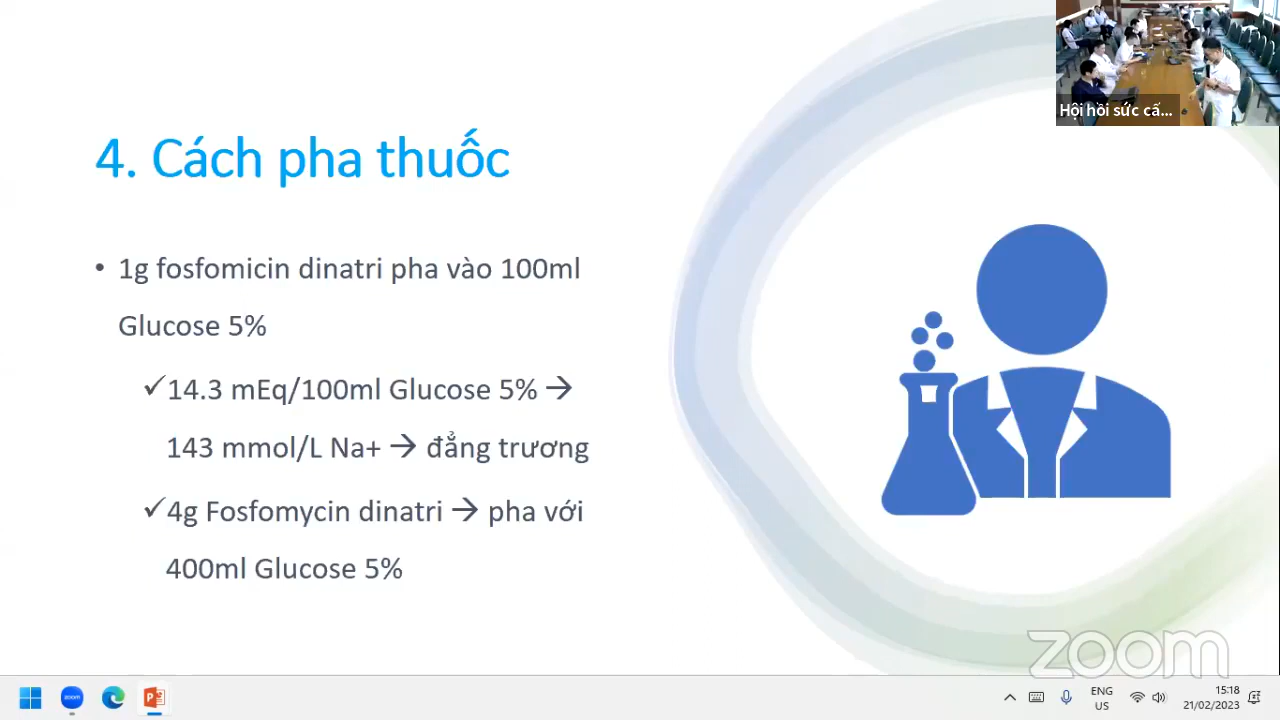 Hội hồi sức cấ...
4. Cách pha thuốc
• 1g fosfomicin dinatri pha vào 100ml
Glucose 5%
✓14.3 mEq/100ml Glucose 5% →
143 mmol/L Na+ → đẳng trương
✓4g Fosfomycin dinatri → pha với
400ml Glucose 5%
zoom
zoom
ENG
US
15:18
21/02/2023